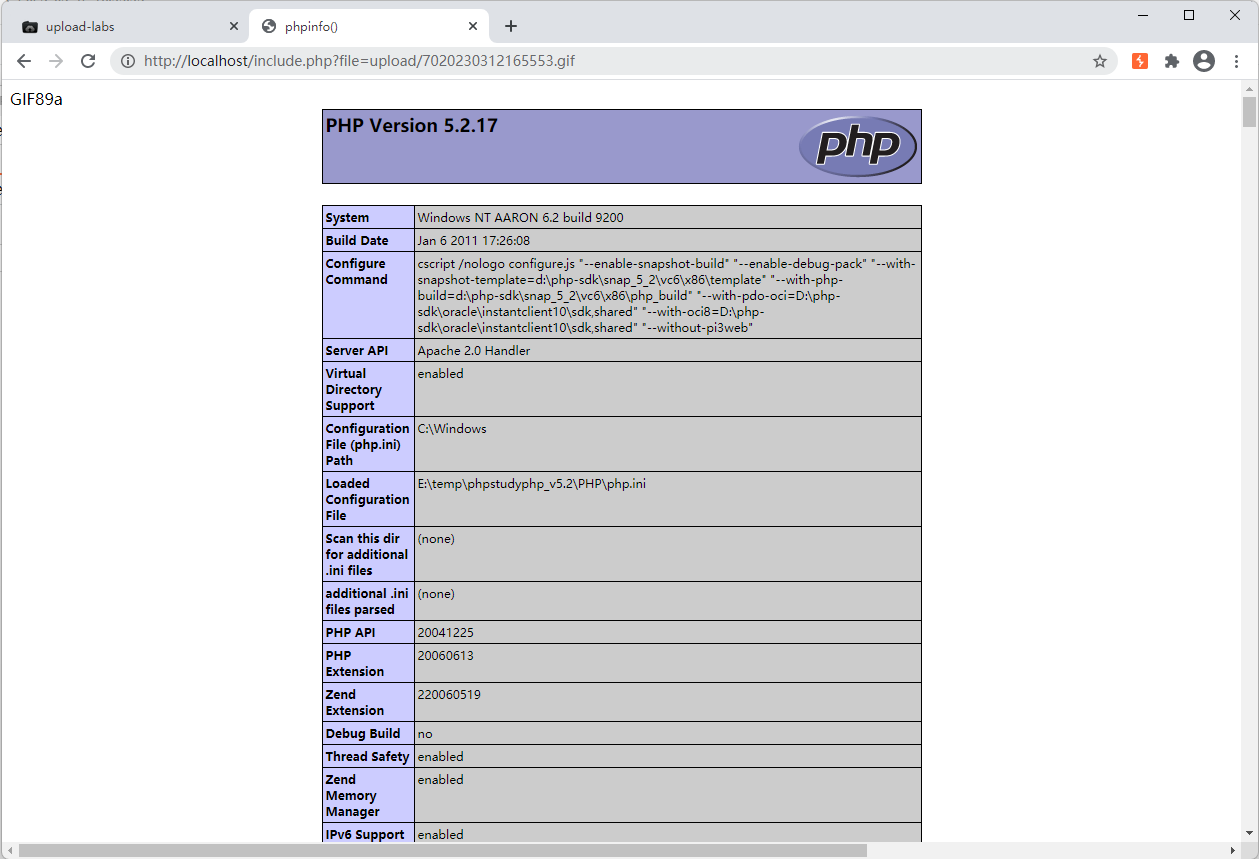 upload-labs
phpinfo()
http://localhost/include.php?file=upload/7020230312165553.gif
GIF89a
PHP Version 5.2.17
php
System Windows NT AARON 6.2 build 9200
Build Date Jan 6 2011 17:26:08
Configure Command cscript /nologo configure.js "--enable-snapshot-build" "--enable-debug-pack" "--with-
snapshot-template=d:\php-sdk\snap_5_2\vc6\x86\template" "--with-php-
build=d:\php-sdk\snap_5_2\vc6\x86\php_build" "--with-pdo-oci=D:\php-
sdk\oracle\instantclient10\sdk,shared" "--with-oci8=D:\php-
sdk\oracle\instantclient10\sdk,shared" "--without-pi3web"
Server API Apache 2.0 Handler
Virtual
Directory
Support
enabled
Configuration
File (php.ini)
Path
C:\Windows
Loaded
Configuration
File
E:\temp\phpstudyphp_v5.2\PHP\php.ini
Scan this dir
for additional
.ini files
(none)
additional .ini
files parsed
(none)
PHP API 20041225
PHP
Extension
20060613
Zend
Extension
220060519
Debug Build no
Thread Safety enabled
Zend
Memory
Manager
enabled
IPv6 Support enabled